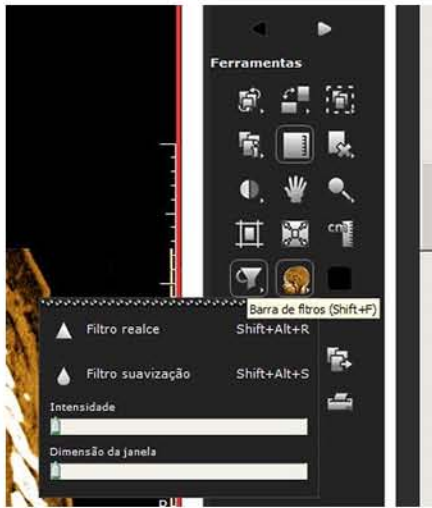 Ferramentas
cm
Barra de filtros (Shift+F)
Filtro realce Shift+Alt+R
Filtro suavização Shift+Alt+S
Intensidade
Dimensão da janela